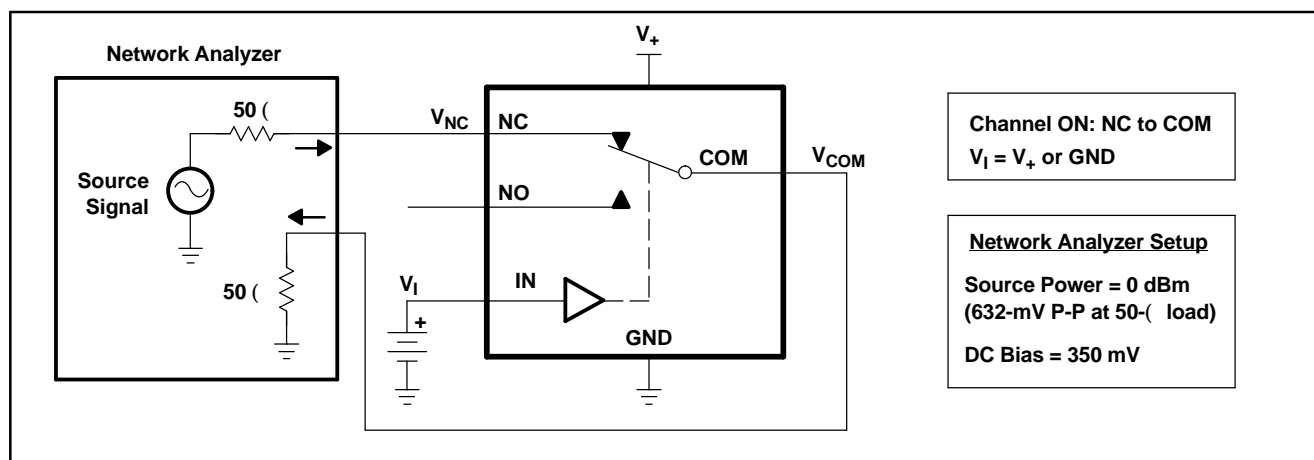 V+
Network Analyzer
50 (
VNC
NC
COM
VCOM
Source
Signal
NO
50 (
VI
IN
+
GND
Channel ON: NC to COM
VI = V+ or GND
Network Analyzer Setup
Source Power = 0 dBm
(632-mV P-P at 50-( load)
DC Bias = 350 mV